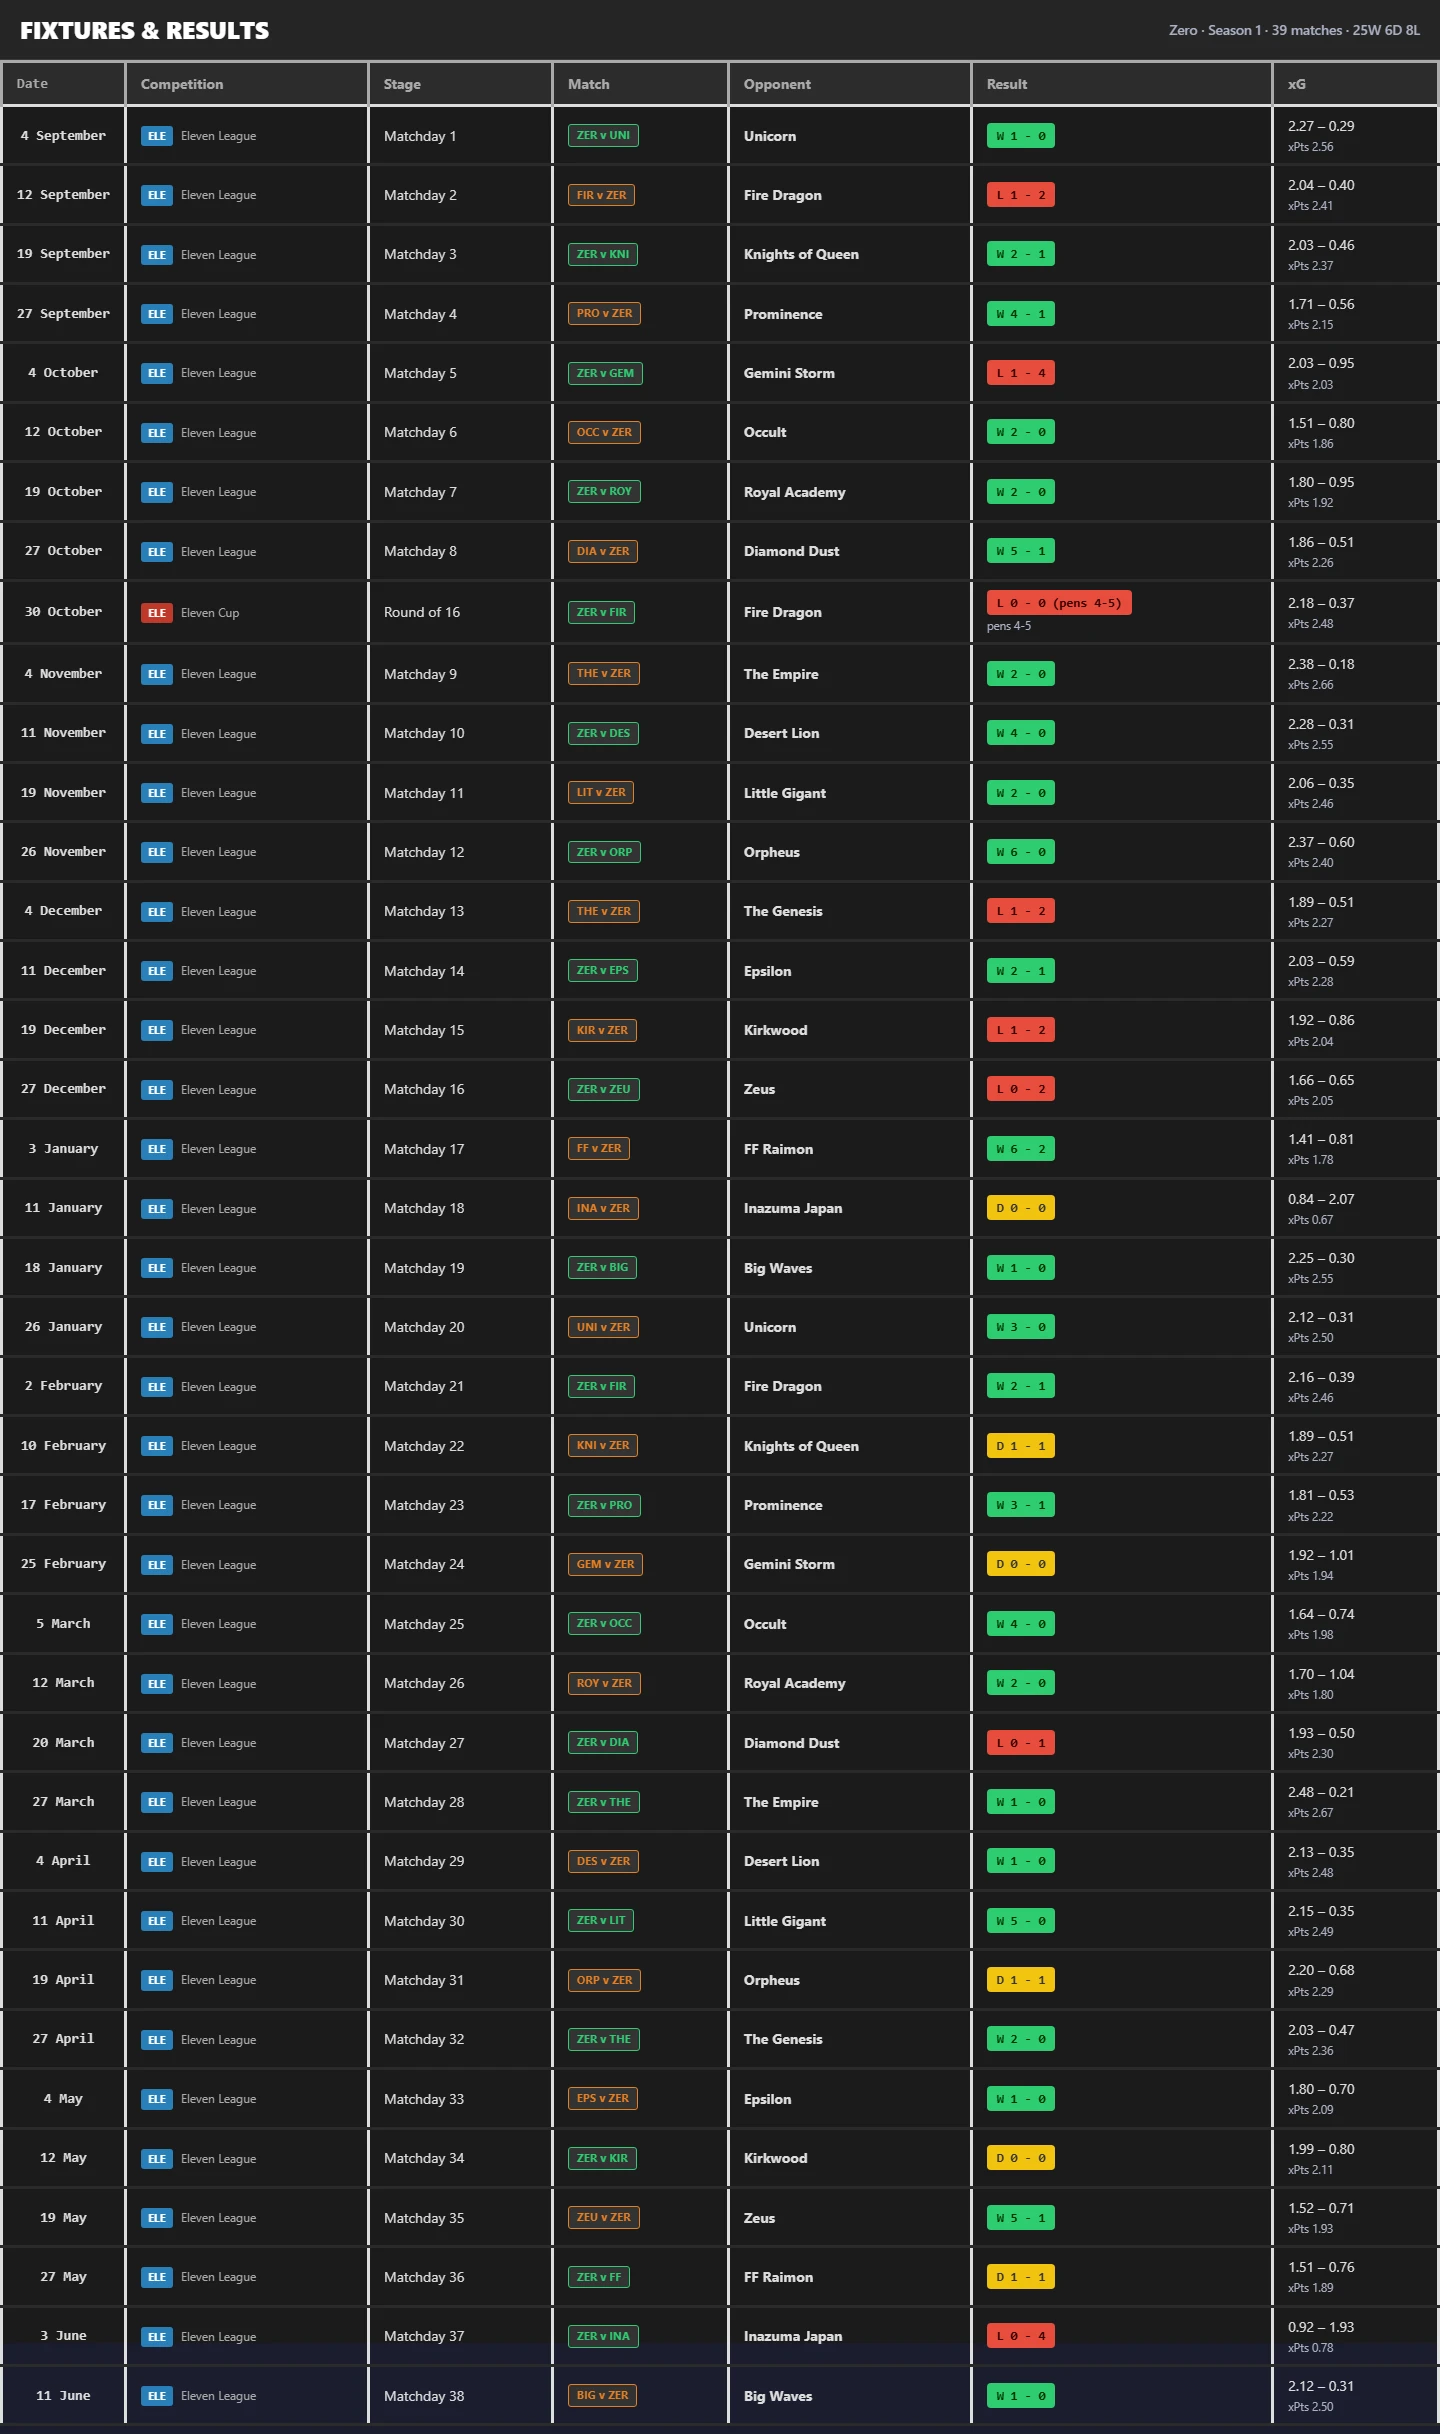 FIXTURES & RESULTS
Zero · Season 1 · 39 matches · 25W 6D 8L
Date Competition Stage Match Opponent Result xG
4 September ELE Eleven League Matchday 1 ZER v UNI Unicorn W 1 - 0 2.27 – 0.29
xPts 2.56
12 September ELE Eleven League Matchday 2 FIR v ZER Fire Dragon L 1 - 2 2.04 – 0.40
xPts 2.41
19 September ELE Eleven League Matchday 3 ZER v KNI Knights of Queen W 2 - 1 2.03 – 0.46
xPts 2.37
27 September ELE Eleven League Matchday 4 PRO v ZER Prominence W 4 - 1 1.71 – 0.56
xPts 2.15
4 October ELE Eleven League Matchday 5 ZER v GEM Gemini Storm L 1 - 4 2.03 – 0.95
xPts 2.03
12 October ELE Eleven League Matchday 6 OCC v ZER Occult W 2 - 0 1.51 – 0.80
xPts 1.86
19 October ELE Eleven League Matchday 7 ZER v ROY Royal Academy W 2 - 0 1.80 – 0.95
xPts 1.92
27 October ELE Eleven League Matchday 8 DIA v ZER Diamond Dust W 5 - 1 1.86 – 0.51
xPts 2.26
30 October ELE Eleven Cup Round of 16 ZER v FIR Fire Dragon L 0 - 0 (pens 4-5) 2.18 – 0.37
pens 4-5 xPts 2.48
4 November ELE Eleven League Matchday 9 THE v ZER The Empire W 2 - 0 2.38 – 0.18
xPts 2.66
11 November ELE Eleven League Matchday 10 ZER v DES Desert Lion W 4 - 0 2.28 – 0.31
xPts 2.55
19 November ELE Eleven League Matchday 11 LIT v ZER Little Gigant W 2 - 0 2.06 – 0.35
xPts 2.46
26 November ELE Eleven League Matchday 12 ZER v ORP Orpheus W 6 - 0 2.37 – 0.60
xPts 2.40
4 December ELE Eleven League Matchday 13 THE v ZER The Genesis L 1 - 2 1.89 – 0.51
xPts 2.27
11 December ELE Eleven League Matchday 14 ZER v EPS Epsilon W 2 - 1 2.03 – 0.59
xPts 2.28
19 December ELE Eleven League Matchday 15 KIR v ZER Kirkwood L 1 - 2 1.92 – 0.86
xPts 2.04
27 December ELE Eleven League Matchday 16 ZER v ZEU Zeus L 0 - 2 1.66 – 0.65
xPts 2.05
3 January ELE Eleven League Matchday 17 FF v ZER FF Raimon W 6 - 2 1.41 – 0.81
xPts 1.78
11 January ELE Eleven League Matchday 18 INA v ZER Inazuma Japan D 0 - 0 0.84 – 2.07
xPts 0.67
18 January ELE Eleven League Matchday 19 ZER v BIG Big Waves W 1 - 0 2.25 – 0.30
xPts 2.55
26 January ELE Eleven League Matchday 20 UNI v ZER Unicorn W 3 - 0 2.12 – 0.31
xPts 2.50
2 February ELE Eleven League Matchday 21 ZER v FIR Fire Dragon W 2 - 1 2.16 – 0.39
xPts 2.46
10 February ELE Eleven League Matchday 22 KNI v ZER Knights of Queen D 1 - 1 1.89 – 0.51
xPts 2.27
17 February ELE Eleven League Matchday 23 ZER v PRO Prominence W 3 - 1 1.81 – 0.53
xPts 2.22
25 February ELE Eleven League Matchday 24 GEM v ZER Gemini Storm D 0 - 0 1.92 – 1.01
xPts 1.94
5 March ELE Eleven League Matchday 25 ZER v OCC Occult W 4 - 0 1.64 – 0.74
xPts 1.98
12 March ELE Eleven League Matchday 26 ROY v ZER Royal Academy W 2 - 0 1.70 – 1.04
xPts 1.80
20 March ELE Eleven League Matchday 27 ZER v DIA Diamond Dust L 0 - 1 1.93 – 0.50
xPts 2.30
27 March ELE Eleven League Matchday 28 ZER v THE The Empire W 1 - 0 2.48 – 0.21
xPts 2.67
4 April ELE Eleven League Matchday 29 DES v ZER Desert Lion W 1 - 0 2.13 – 0.35
xPts 2.48
11 April ELE Eleven League Matchday 30 ZER v LIT Little Gigant W 5 - 0 2.15 – 0.35
xPts 2.49
19 April ELE Eleven League Matchday 31 ORP v ZER Orpheus D 1 - 1 2.20 – 0.68
xPts 2.29
27 April ELE Eleven League Matchday 32 ZER v THE The Genesis W 2 - 0 2.03 – 0.47
xPts 2.36
4 May ELE Eleven League Matchday 33 EPS v ZER Epsilon W 1 - 0 1.80 – 0.70
xPts 2.09
12 May ELE Eleven League Matchday 34 ZER v KIR Kirkwood D 0 - 0 1.99 – 0.80
xPts 2.11
19 May ELE Eleven League Matchday 35 ZEU v ZER Zeus W 5 - 1 1.52 – 0.71
xPts 1.93
27 May ELE Eleven League Matchday 36 ZER v FF FF Raimon D 1 - 1 1.51 – 0.76
xPts 1.89
3 June ELE Eleven League Matchday 37 ZER v INA Inazuma Japan L 0 - 4 0.92 – 1.93
xPts 0.78
11 June ELE Eleven League Matchday 38 BIG v ZER Big Waves W 1 - 0 2.12 – 0.31
xPts 2.50